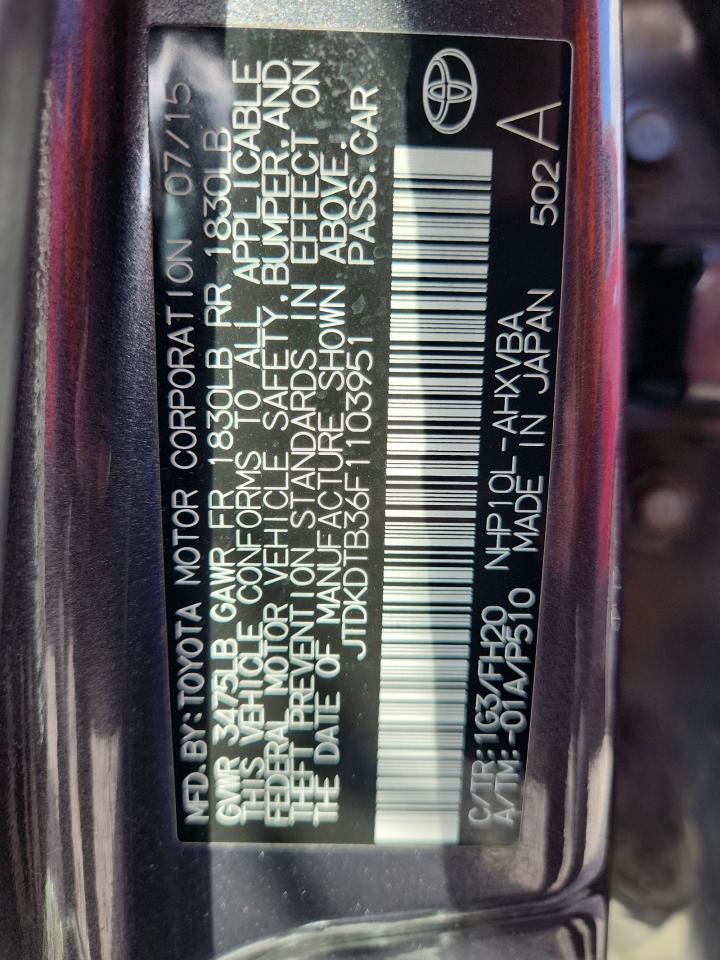 MFD.BY:TOYOTA MOTOR CORPORATION 07/15
GVWR 3475LB GAWR FR 1830LB RR 1830LB
THIS VEHICLE CONFORMS TO ALL APPLICABLE
FEDERAL MOTOR VEHICLE SAFETY,BUMPER,AND
THEFT PREVENTION STANDARDS IN EFFECT ON
THE DATE OF MANUFACTURE SHOWN ABOVE.
JTDKDTB36F1103951 PASS.CAR
C/TR:1G3/FH20 NHP10L-AHXVBA 502 A
A/TM:-01A/P510 MADE IN JAPAN